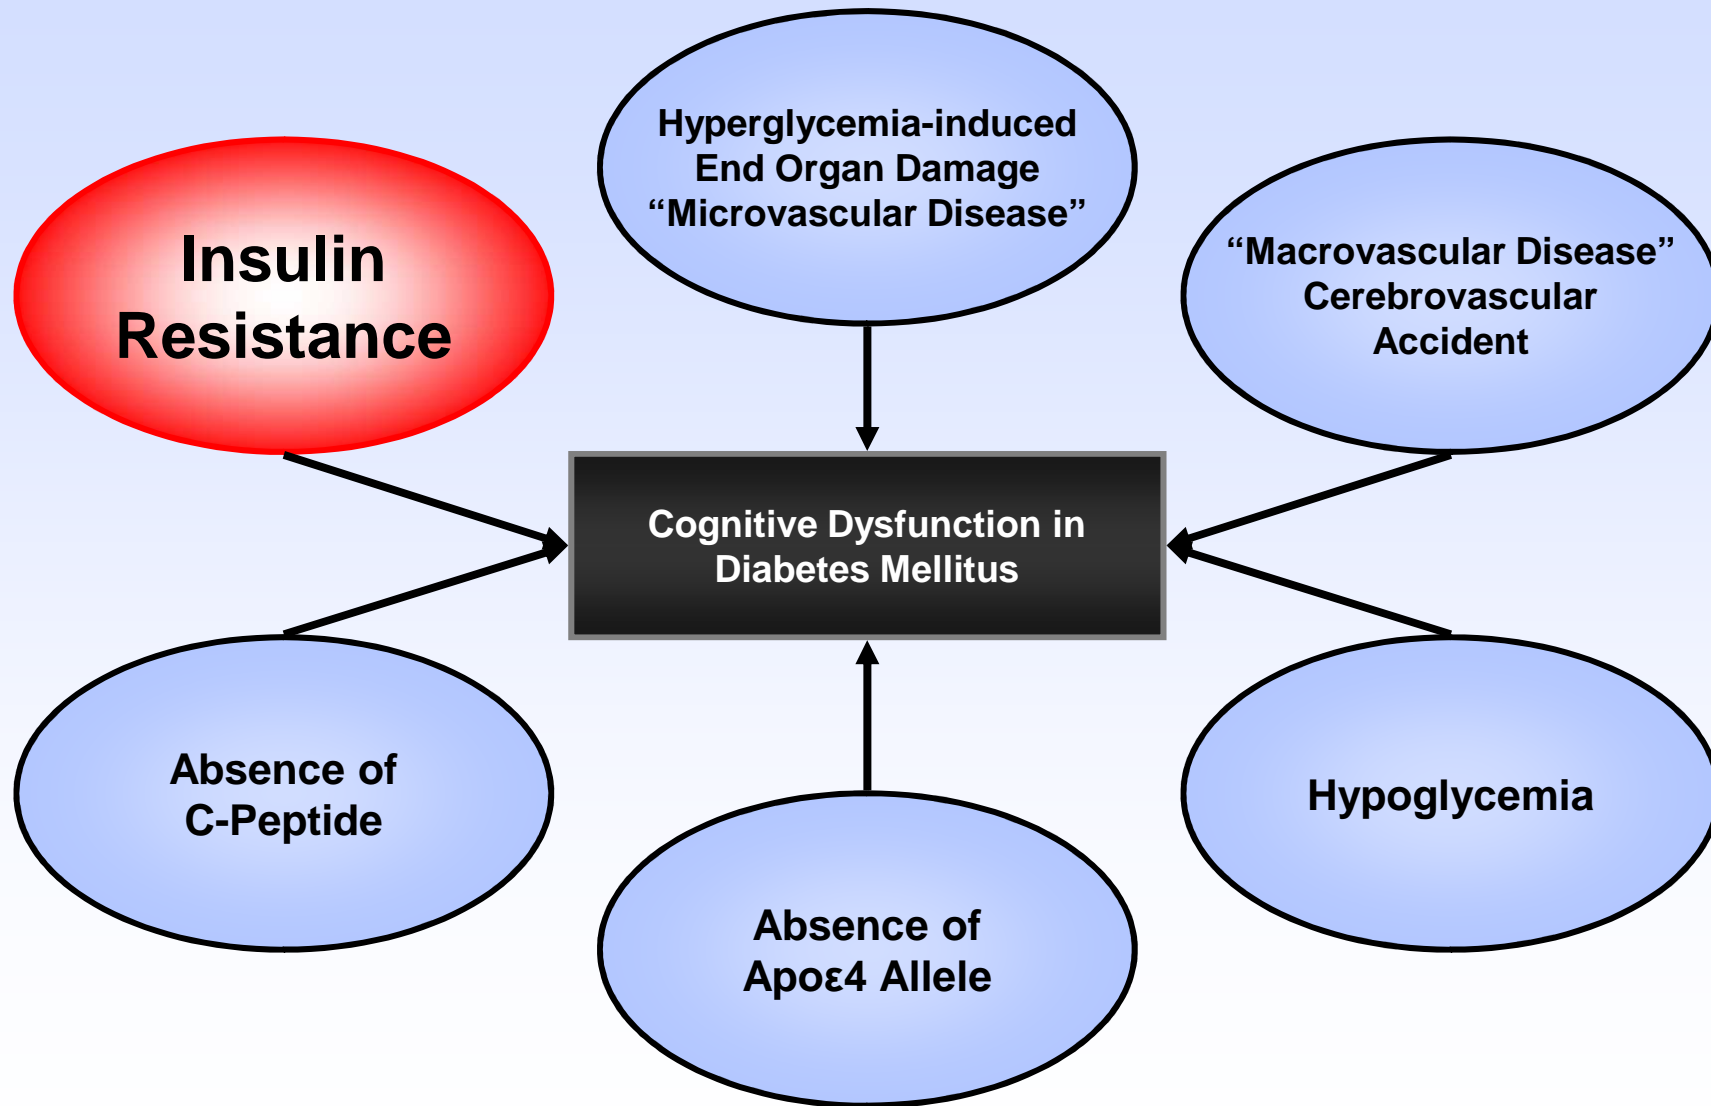 Hyperglycemia-induced
End Organ Damage
“Microvascular Disease”
Insulin
Resistance
“Macrovascular Disease”
Cerebrovascular
Accident
Cognitive Dysfunction in
Diabetes Mellitus
Absence of
C-Peptide
Hypoglycemia
Absence of
Apoε4 Allele